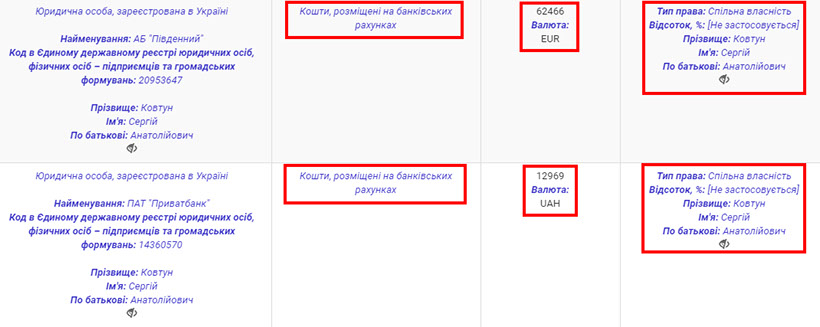 Юридична особа, зареєстрована в Україні
Найменування: АБ "Південний"
Код в Єдиному державному реєстрі юридичних осіб,
фізичних осіб – підприємців та громадських
формувань: 20953647
Прізвище: Ковтун
Ім'я: Сергій
По батькові: Анатолійович
Кошти, розміщені на банківських
рахунках
62466
Валюта:
EUR
Тип права: Спільна власність
Відсоток, %: [Не застосовується]
Прізвище: Ковтун
Ім'я: Сергій
По батькові: Анатолійович
Юридична особа, зареєстрована в Україні
Найменування: ПАТ "Приватбанк"
Код в Єдиному державному реєстрі юридичних осіб,
фізичних осіб – підприємців та громадських
формувань: 14360570
Прізвище: Ковтун
Ім'я: Сергій
По батькові: Анатолійович
Кошти, розміщені на банківських
рахунках
12969
Валюта:
UAH
Тип права: Спільна власність
Відсоток, %: [Не застосовується]
Прізвище: Ковтун
Ім'я: Сергій
По батькові: Анатолійович